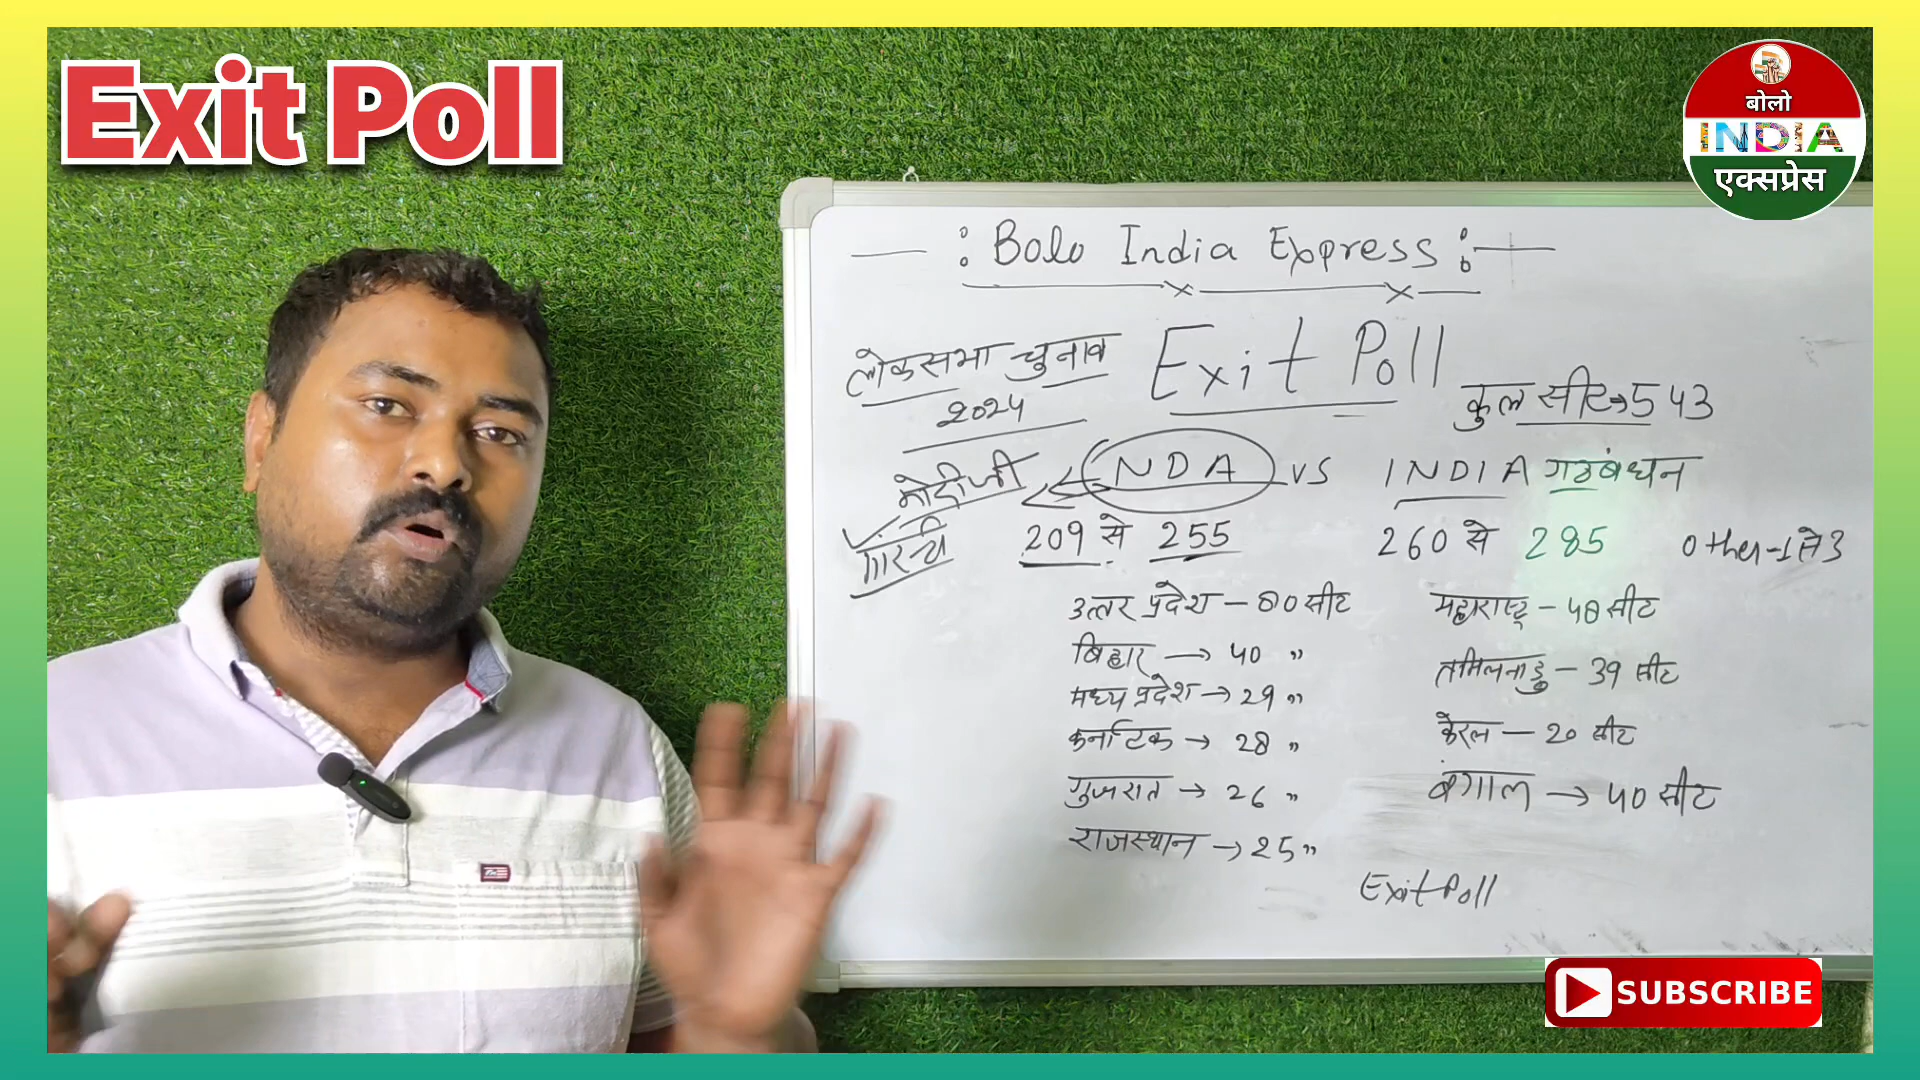 Exit Poll
बोलो
INDIA
एक्सप्रेस
: Bolo India Express :
लोकसभा चुनाव
2024
Exit Poll
कुल सीट→543
मोदीजी
NDA vs INDIA गठबंधन
गारन्टी
209 से 255
260 से 285
other-1 से 3
उत्तर प्रदेश - 80 सीट
महाराष्ट्र - 48 सीट
बिहार → 40 "
तमिलनाडु - 39 सीट
मध्य प्रदेश → 29 "
कर्नाटक → 28 "
केरल - 20 सीट
गुजरात → 26 "
बंगाल → 40 सीट
राजस्थान → 25 "
Exit Poll
SUBSCRIBE